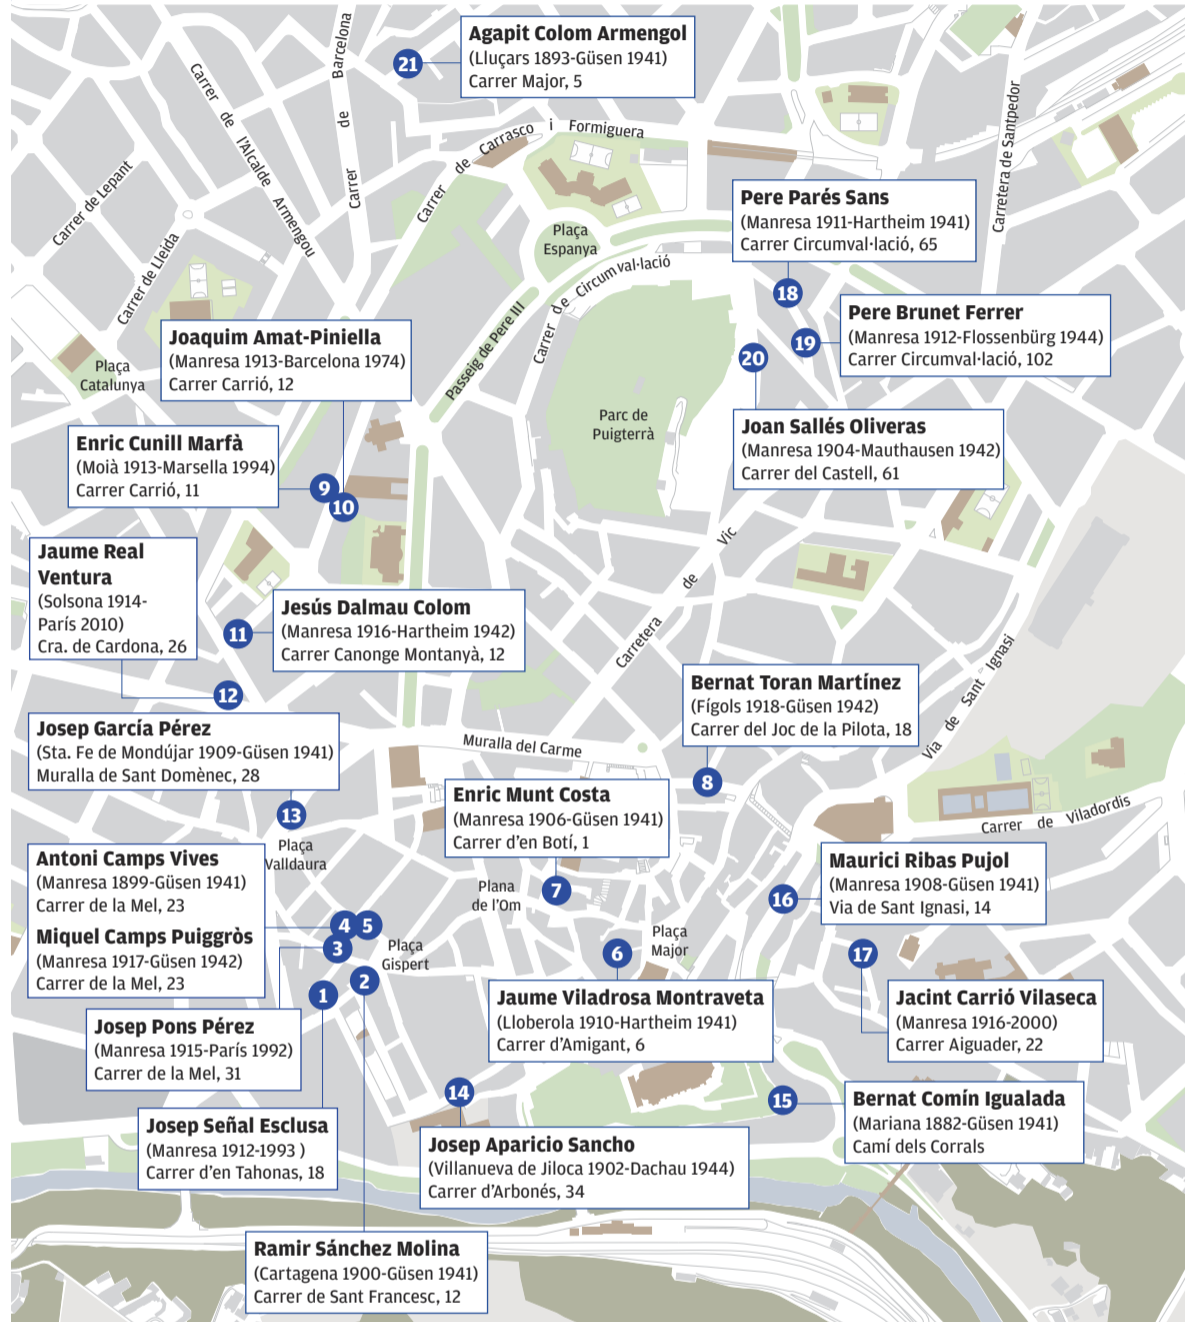 Agapit Colom Armengol
(Lluçars 1893-Güsen 1941)
Carrer Major, 5
21
Carrer de Barcelona
Carrer de l'Alcalde Armengou
Carrer de Carrasco i Formiguera
Carretera de Santpedor
Carrer de Lepant
Carrer de Lleida
Plaça
Espanya
Carrer de Circumval·lació
Passeig de Pere III
Pere Parés Sans
(Manresa 1911-Hartheim 1941)
Carrer Circumval·lació, 65
18
Pere Brunet Ferrer
(Manresa 1912-Flossenbürg 1944)
Carrer Circumval·lació, 102
19
20
Joaquim Amat-Piniella
(Manresa 1913-Barcelona 1974)
Carrer Carrió, 12
Plaça
Catalunya
Parc de
Puigterrà
Joan Sallés Oliveras
(Manresa 1904-Mauthausen 1942)
Carrer del Castell, 61
Enric Cunill Marfà
(Moià 1913-Marsella 1994)
Carrer Carrió, 11
9
10
Jaume Real
Ventura
(Solsona 1914-
París 2010)
Cra. de Cardona, 26
Jesús Dalmau Colom
(Manresa 1916-Hartheim 1942)
Carrer Canonge Montanyà, 12
11
12
Carretera de Vic
Via de Sant Ignasi
Bernat Toran Martínez
(Fígols 1918-Güsen 1942)
Carrer del Joc de la Pilota, 18
8
Josep García Pérez
(Sta. Fe de Mondújar 1909-Güsen 1941)
Muralla de Sant Domènec, 28
13
Muralla del Carme
Plaça
Valldaura
Enric Munt Costa
(Manresa 1906-Güsen 1941)
Carrer d'en Botí, 1
7
Carrer de Viladordis
Antoni Camps Vives
(Manresa 1899-Güsen 1941)
Carrer de la Mel, 23
Miquel Camps Puiggròs
(Manresa 1917-Güsen 1942)
Carrer de la Mel, 23
4
5
3
Plana
de l'Om
Plaça
Gispert
Plaça
Major
Maurici Ribas Pujol
(Manresa 1908-Güsen 1941)
Via de Sant Ignasi, 14
16
17
6
2
1
Jaume Viladrosa Montraveta
(Lloberola 1910-Hartheim 1941)
Carrer d'Amigant, 6
Jacint Carrió Vilaseca
(Manresa 1916-2000)
Carrer Aiguader, 22
Josep Pons Pérez
(Manresa 1915-París 1992)
Carrer de la Mel, 31
14
15
Bernat Comín Igualada
(Mariana 1882-Güsen 1941)
Camí dels Corrals
Josep Señal Esclusa
(Manresa 1912-1993 )
Carrer d'en Tahonas, 18
Josep Aparicio Sancho
(Villanueva de Jiloca 1902-Dachau 1944)
Carrer d'Arbonés, 34
Ramir Sánchez Molina
(Cartagena 1900-Güsen 1941)
Carrer de Sant Francesc, 12